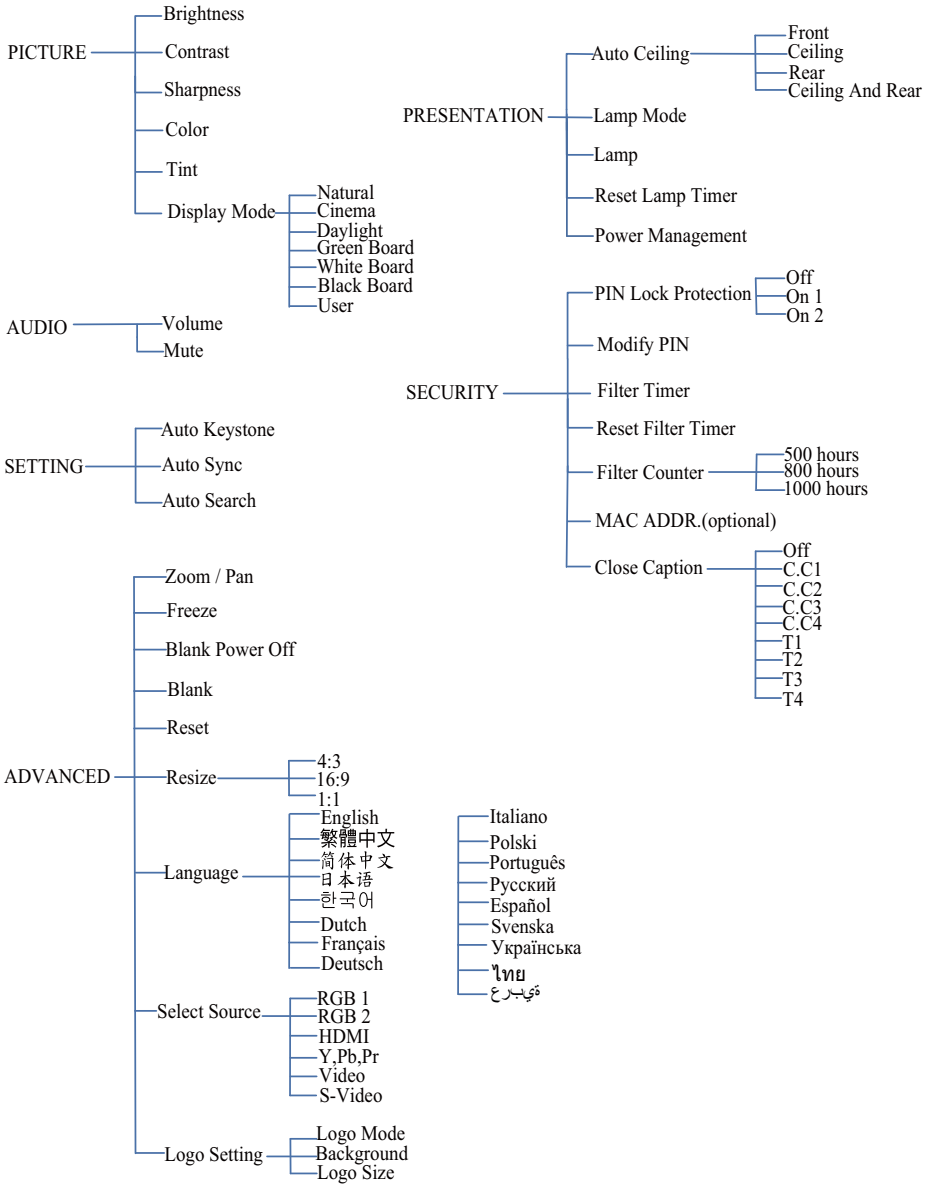 PICTURE
Brightness
Contrast
Sharpness
Color
Tint
Display Mode
Natural
Cinema
Daylight
Green Board
White Board
Black Board
User
AUDIO
Volume
Mute
SETTING
Auto Keystone
Auto Sync
Auto Search
ADVANCED
Zoom / Pan
Freeze
Blank Power Off
Blank
Reset
Resize
4:3
16:9
1:1
Language
English
繁體中文
简体中文
日本语
한국어
Dutch
Français
Deutsch
Italiano
Polski
Português
Русский
Español
Svenska
Українська
ไทย
ةيبرع
Select Source
RGB 1
RGB 2
HDMI
Y,Pb,Pr
Video
S-Video
Logo Setting
Logo Mode
Background
Logo Size
PRESENTATION
Auto Ceiling
Front
Ceiling
Rear
Ceiling And Rear
Lamp Mode
Lamp
Reset Lamp Timer
Power Management
SECURITY
PIN Lock Protection
Off
On 1
On 2
Modify PIN
Filter Timer
Reset Filter Timer
Filter Counter
500 hours
800 hours
1000 hours
MAC ADDR.(optional)
Close Caption
Off
C.C1
C.C2
C.C3
C.C4
T1
T2
T3
T4